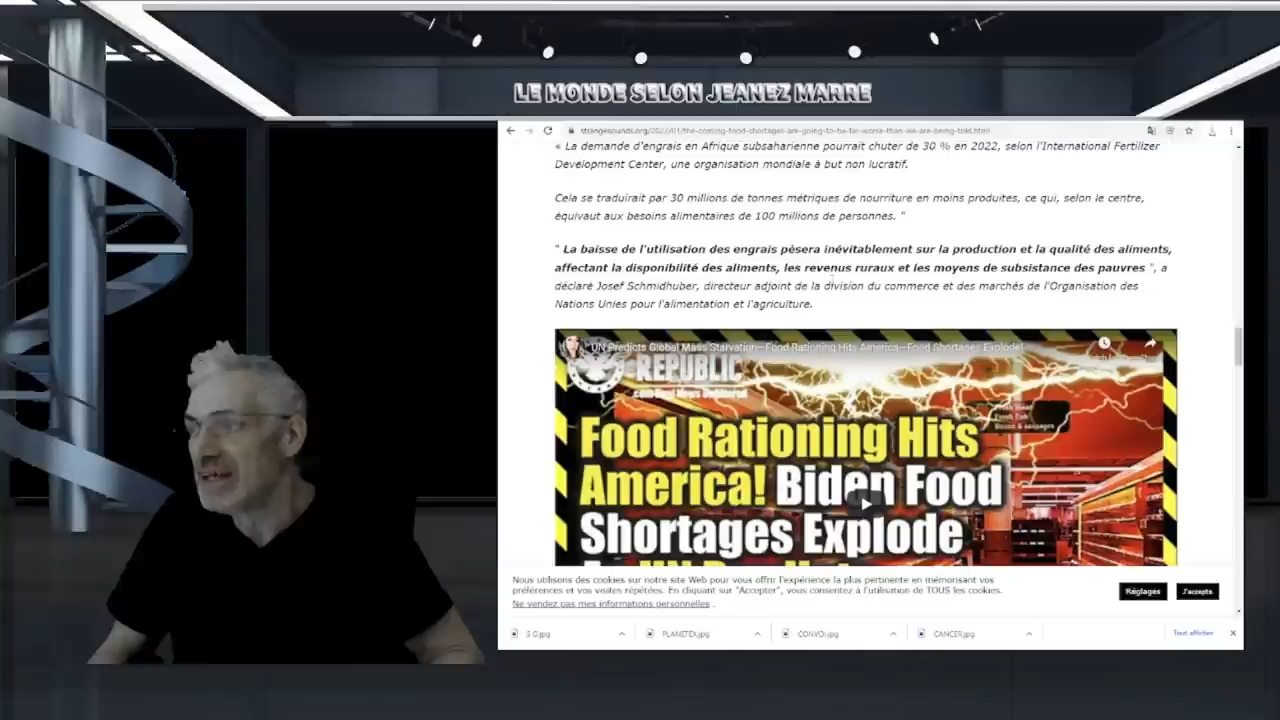 LE MONDE SELON JEANEZ MARRE
strangesounds.org/2022/01/the-coming-food-shortages-are-going-to-be-far-worse-than-we-are-being-told.html
« La demande d'engrais en Afrique subsaharienne pourrait chuter de 30 % en 2022, selon l'International Fertilizer
Development Center, une organisation mondiale à but non lucratif.
Cela se traduirait par 30 millions de tonnes métriques de nourriture en moins produites, ce qui, selon le centre,
équivaut aux besoins alimentaires de 100 millions de personnes. "
" La baisse de l'utilisation des engrais pèsera inévitablement sur la production et la qualité des aliments,
affectant la disponibilité des aliments, les revenus ruraux et les moyens de subsistance des pauvres ", a
déclaré Josef Schmidhuber, directeur adjoint de la division du commerce et des marchés de l'Organisation des
Nations Unies pour l'alimentation et l'agriculture.
UN Predicts Global Mass Starvation—Food Rationing Hits America—Food Shortages Explode!
REPUBLIC
Food Rationing Hits
America! Biden Food
Shortages Explode
Nous utilisons des cookies sur notre site Web pour vous offrir l'expérience la plus pertinente en mémorisant vos
préférences et vos visites répétées. En cliquant sur "Accepter", vous consentez à l'utilisation de TOUS les cookies.
Ne vendez pas mes informations personnelles .
Réglages
J'accepte
5 G.jpg
PLANETEX.jpg
CONVOI.jpg
CANCER.jpg
Tout afficher